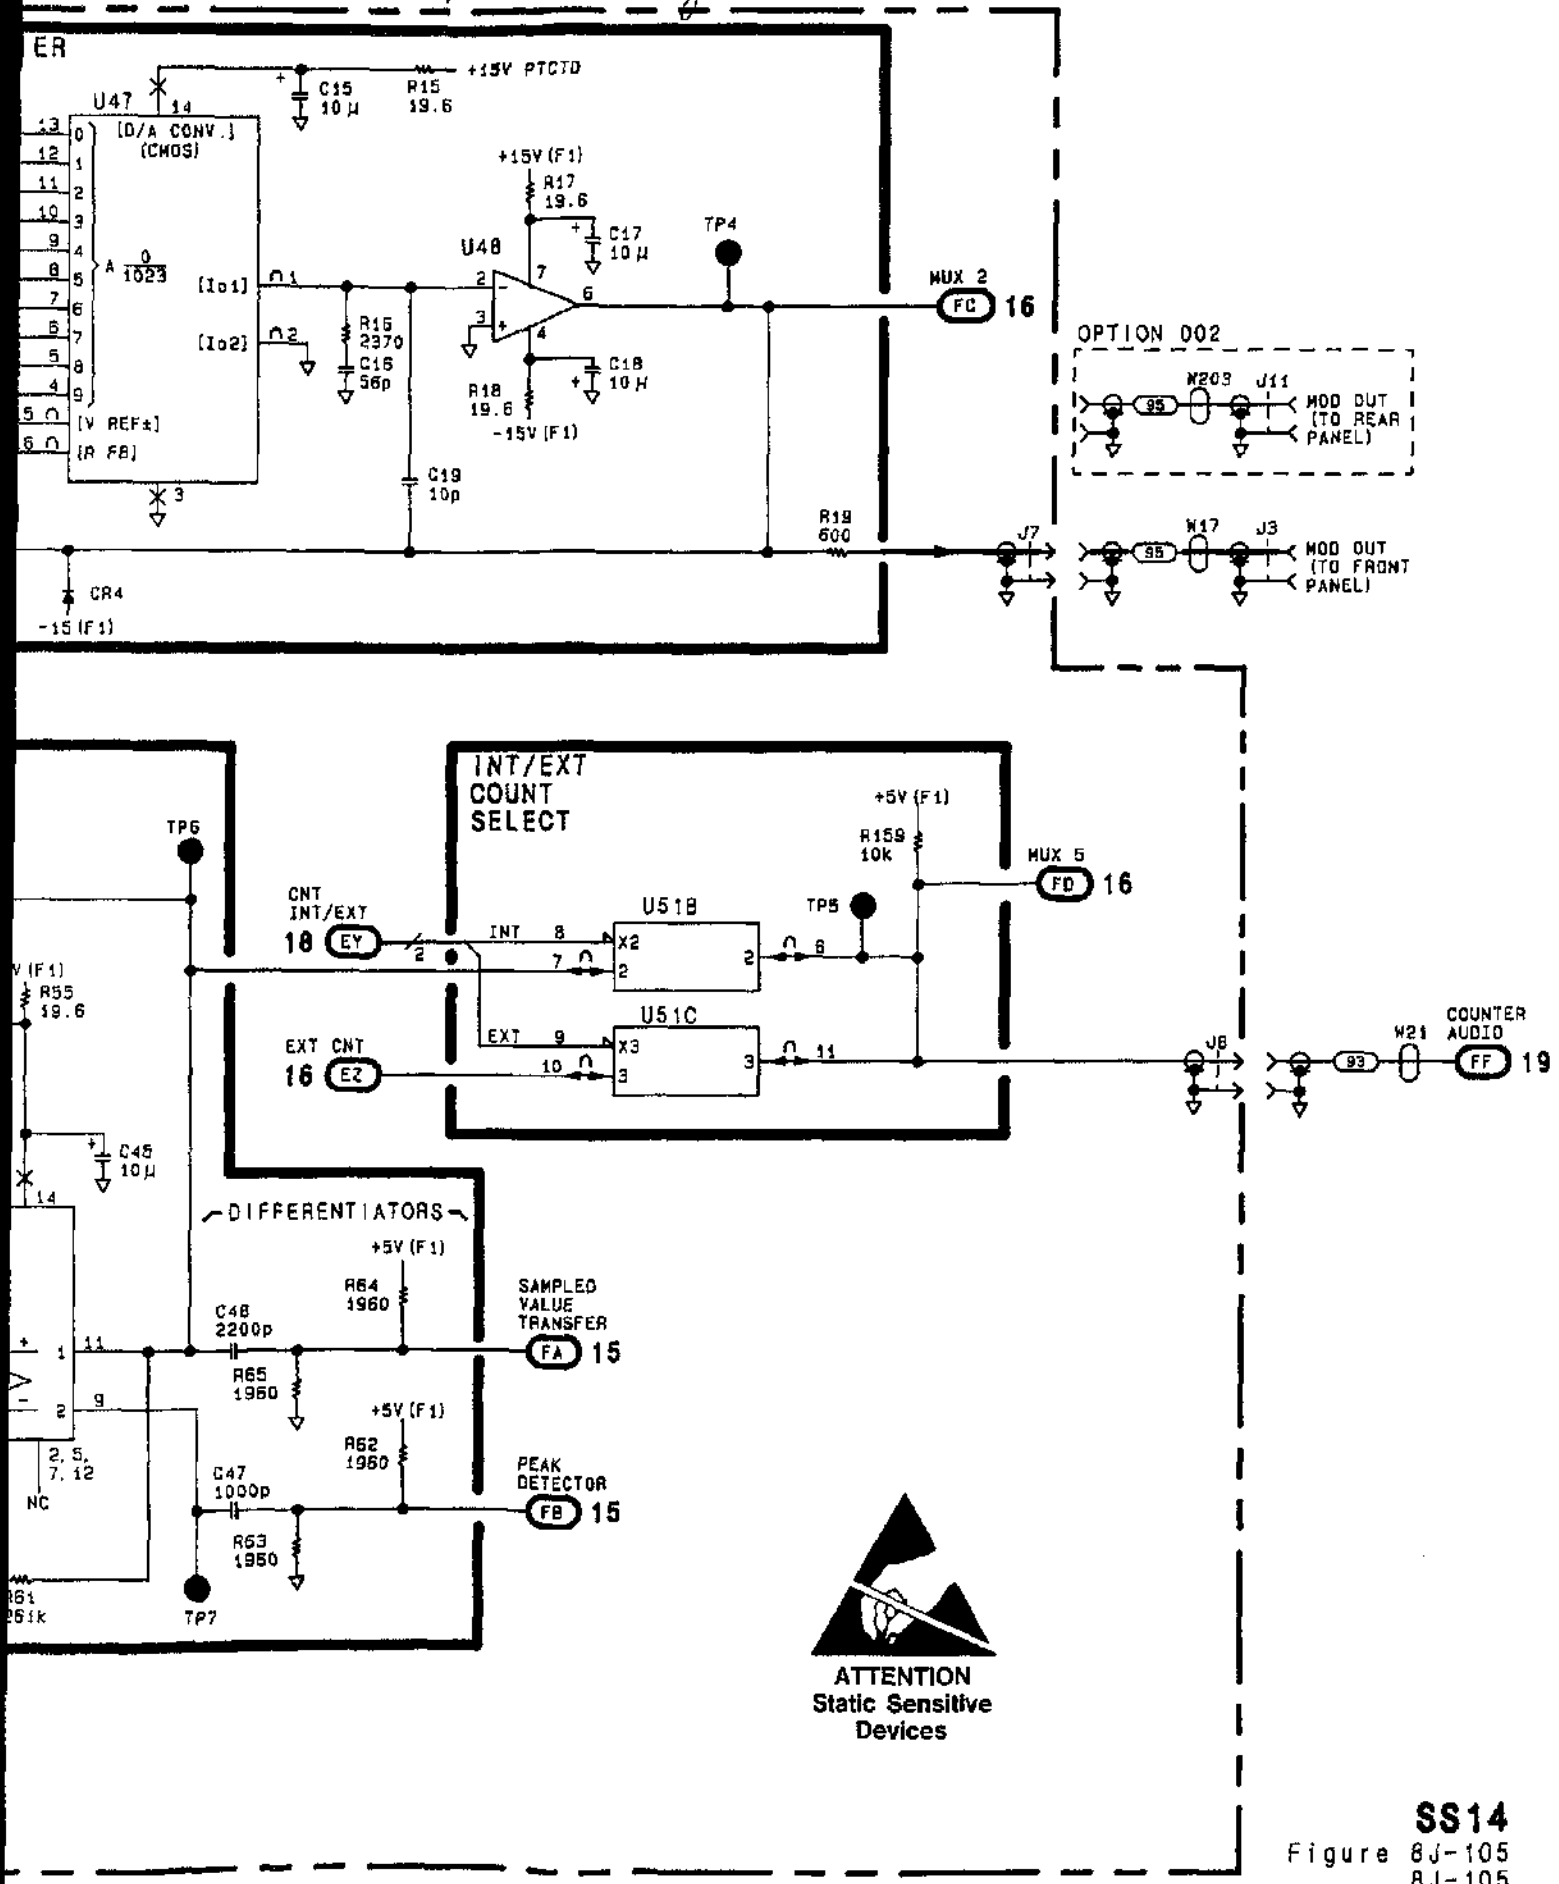 ER
+15V PTCTD
C15
10µ
R15
19.6
U47
14
[D/A CONV.]
(CMOS)
13 0
12 1
11 2
10 3
9 4
8 5
7 6
6 7
5 8
4 9
A 0
1023
[Io1]
1
[Io2]
2
5 [V REF±]
6 [R FB]
3
+15V(F1)
R17
19.6
C17
10µ
U48
2
3
7
6
4
TP4
MUX 2
FC 16
R16
2370
C16
56p
R18
19.6
C18
10µ
-15V(F1)
C19
10p
R19
600
CR4
-15(F1)
OPTION 002
W203
J11
95
MOD OUT
(TO REAR
PANEL)
J7
W17
J3
95
MOD OUT
(TO FRONT
PANEL)
INT/EXT
COUNT
SELECT
+5V(F1)
R159
10k
MUX 5
FD 16
TP6
TP5
CNT
INT/EXT
18 EY
2
INT 8
7
U51B
X2
2
2
6
EXT 9
10
U51C
X3
3
3
11
EXT CNT
16 EZ
V(F1)
R55
19.6
J8
93
W21
COUNTER
AUDIO
FF 19
C45
10µ
14
DIFFERENTIATORS
+5V(F1)
R64
1960
SAMPLED
VALUE
TRANSFER
FA 15
C46
2200p
+
1
11
R65
1960
-
2
9
+5V(F1)
R62
1960
2, 5,
7, 12
NC
C47
1000p
PEAK
DETECTOR
FB 15
R63
1960
R61
261k
TP7
ATTENTION
Static Sensitive
Devices
SS14
Figure 8J-105
8J-105